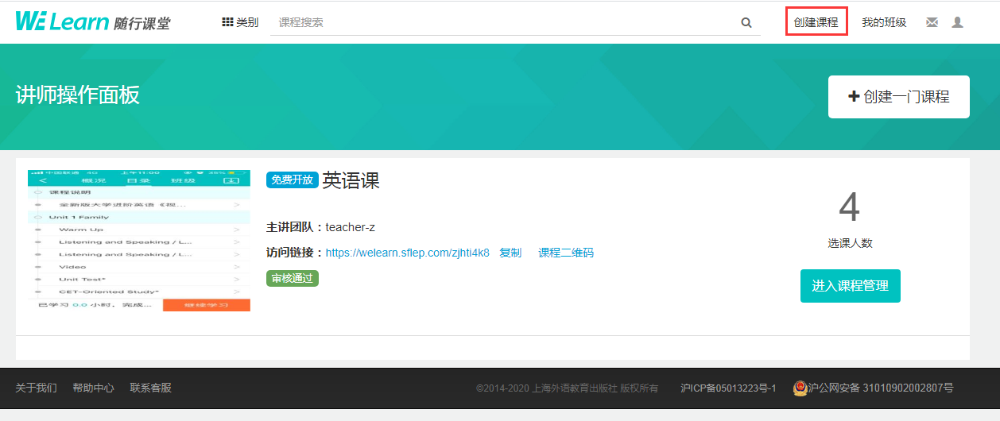 WE Learn 随行课堂 类别 课程搜索 创建课程 我的班级
讲师操作面板
创建一门课程
中国联通 4G 上午11:00 36%
< 概况 目录 班级
课程说明
全新版大学进阶英语《视...
Unit 1 Family
Warm Up
Listening and Speaking / L...
Listening and Speaking / L...
Video
Unit Test*
CET-Oriented Study*
已学习 0.0 小时，完成... 继续学习
免费开放 英语课
主讲团队：teacher-z
访问链接：https://welearn.sflep.com/zjhti4k8 复制 课程二维码
审核通过
4
选课人数
进入课程管理
关于我们 帮助中心 联系客服 ©2014-2020 上海外语教育出版社 版权所有 沪ICP备05013223号-1 沪公网安备 31010902002807号